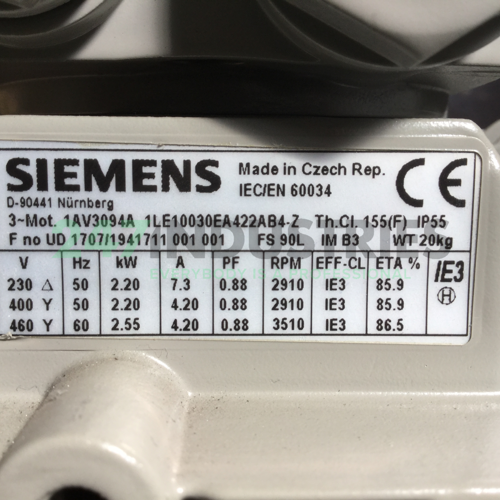 SIEMENS Made in Czech Rep. CE
D-90441 Nürnberg IEC/EN 60034
3~Mot. 1AV3094A 1LE10030EA422AB4-Z Th.Cl. 155(F) IP55
F no UD 1707/1941711 001 001 FS 90L IM B3 WT 20kg
V Hz kW A PF RPM EFF-CL ETA % IE3
230 Δ 50 2.20 7.3 0.88 2910 IE3 85.9 H
400 Y 50 2.20 4.20 0.88 2910 IE3 85.9
460 Y 60 2.55 4.20 0.88 3510 IE3 86.5